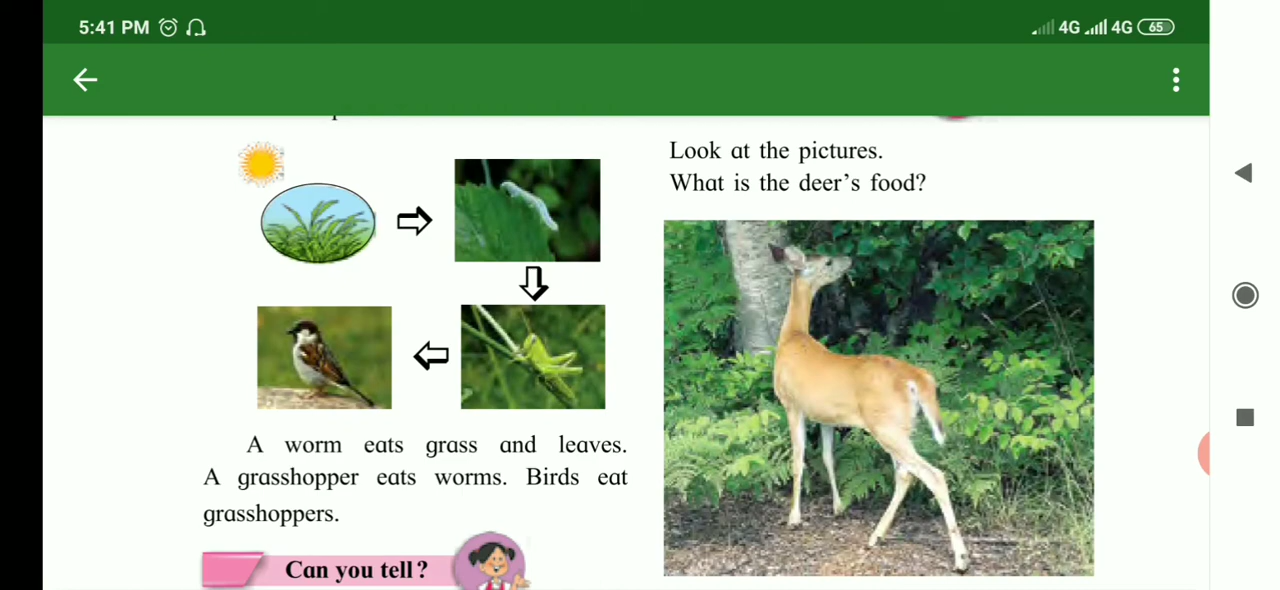 5:41 PM 4G 4G 65
A worm eats grass and leaves.
A grasshopper eats worms. Birds eat
grasshoppers.
Can you tell?
Look at the pictures.
What is the deer's food?